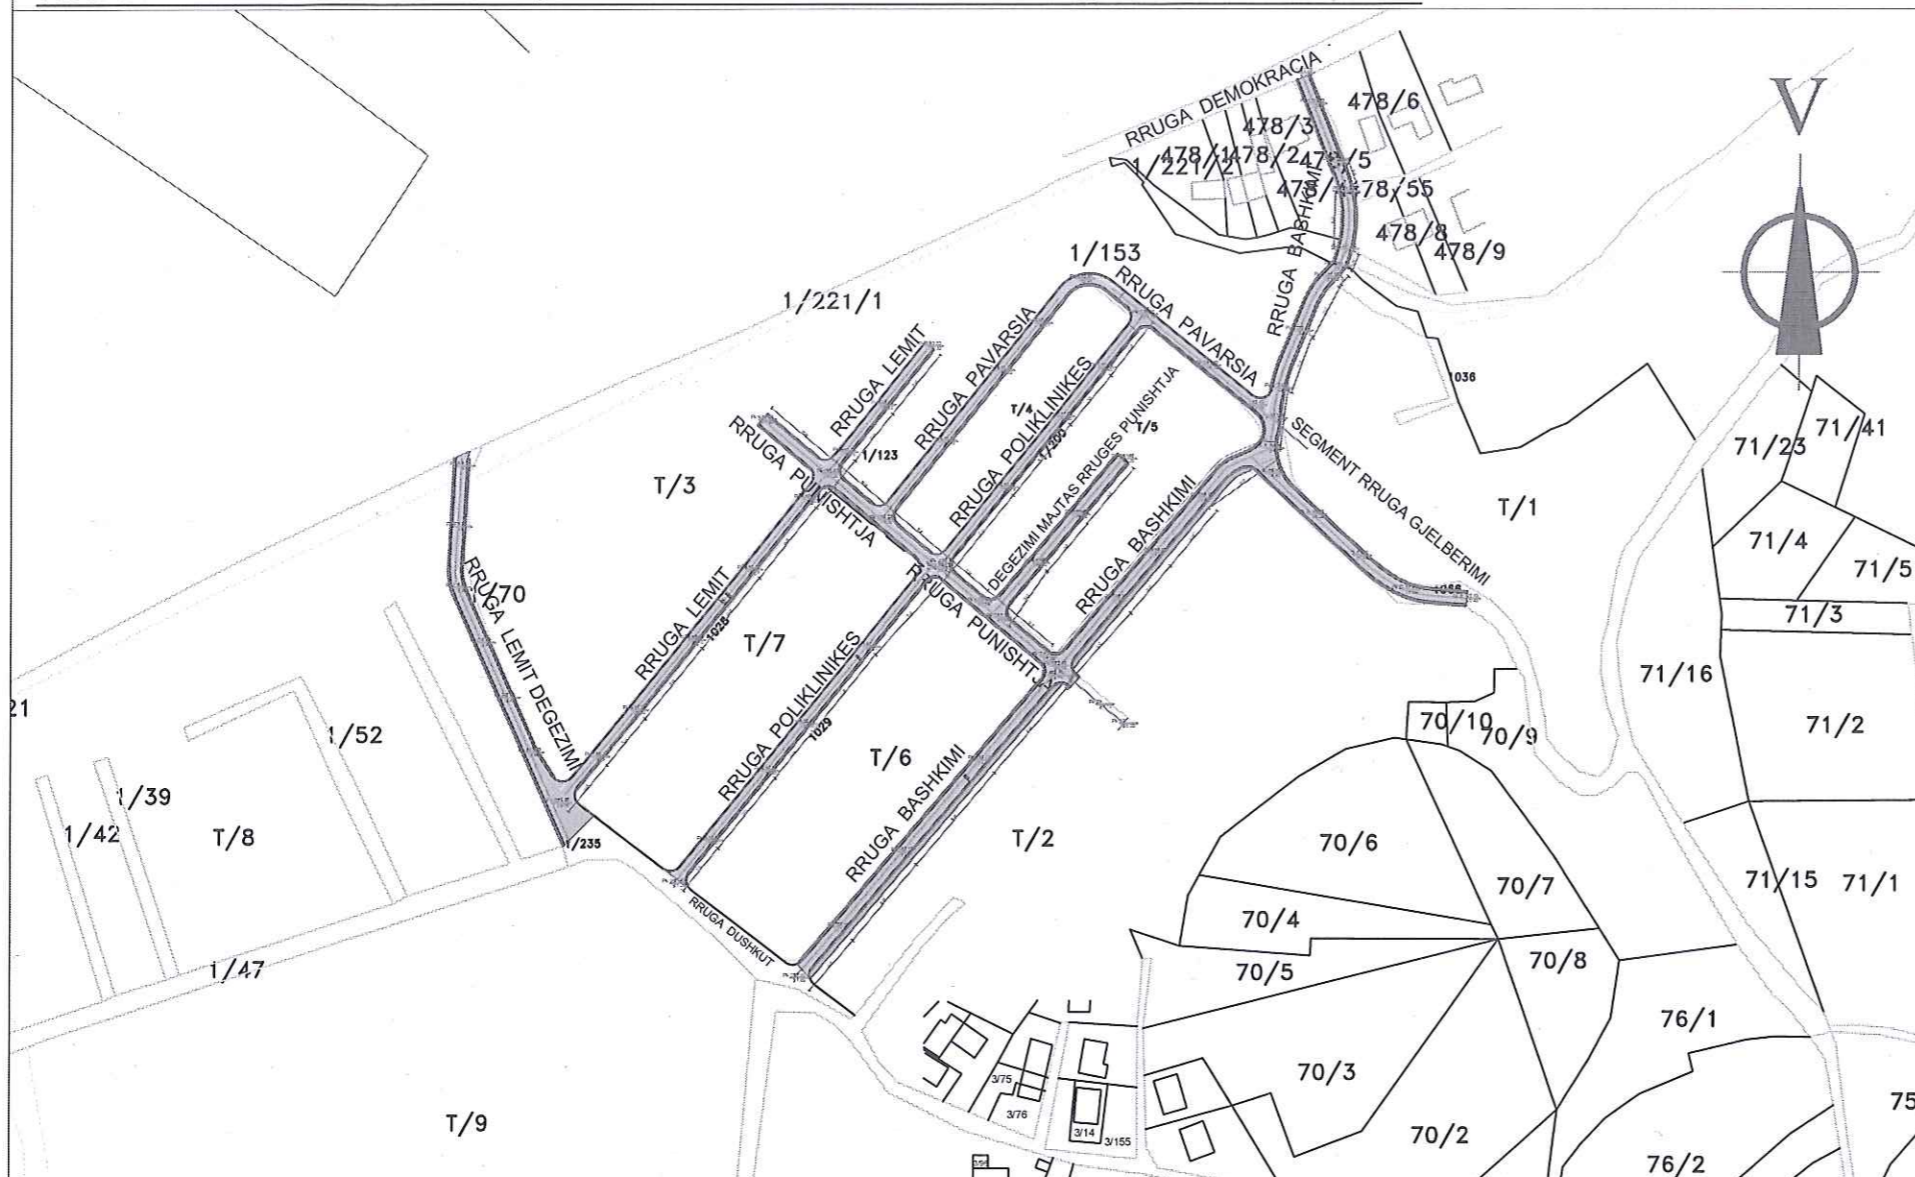 V
RRUGA DEMOKRACIA
478/6
478/3
478/1
478/2
1/221/2
478/55
RRUGA BASHKIMI
478/8
478/9
1/153
1/221/1
RRUGA PAVARSIA
RRUGA PAVARSIA
RRUGA LEMIT
RRUGA POLIKLINIKES
T/4
T/5
1/200
1/123
1036
RRUGA PUNISHTJA
DEGEZIMI MAJTAS RRUGES PUNISHTJA
RRUGA BASHKIMI
SEGMENT RRUGA GJELBERIMI
T/1
T/3
71/23
71/41
71/4
71/5
71/3
71/16
71/2
RRUGA LEMIT DEGEZIMI
RRUGA LEMIT
1028
T/7
RRUGA PUNISHTJA
RRUGA POLIKLINIKES
1029
T/6
RRUGA BASHKIMI
T/2
21
1/52
1/39
1/42
T/8
1/235
1/47
RRUGA DUSHKUT
70/10
70/9
70/6
70/7
70/4
70/5
70/8
71/15
71/1
76/1
70/3
70/2
76/2
75
3/75
3/76
3/14
3/155
T/9